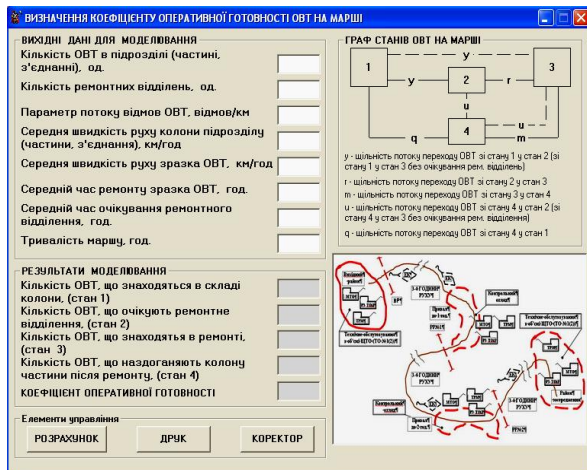 ВИЗНАЧЕННЯ КОЕФІЦІЄНТУ ОПЕРАТИВНОЇ ГОТОВНОСТІ ОВТ НА МАРШІ
ВИХІДНІ ДАНІ ДЛЯ МОДЕЛЮВАННЯ
Кількість ОВТ в підрозділі (частині,
з'єднанні), од.
Кількість ремонтних відділень, од.
Параметр потоку відмов ОВТ, відмов/км
Середня швидкість руху колони підрозділу
(частини, з'єднання), км/год
Середня швидкість руху зразка ОВТ, км/год
Середній час ремонту зразка ОВТ, год.
Середній час очікування ремонтного
відділення, год.
Тривалість маршу, год.
РЕЗУЛЬТАТИ МОДЕЛЮВАННЯ
Кількість ОВТ, що знаходяться в складі
колони, (стан 1)
Кількість ОВТ, що очікують ремонтне
відділення, (стан 2)
Кількість ОВТ, що знаходяться в ремонті,
(стан 3)
Кількість ОВТ, що наздоганяють колону
частини після ремонту, (стан 4)
КОЕФІЦІЄНТ ОПЕРАТИВНОЇ ГОТОВНОСТІ
Елементи управління
РОЗРАХУНОК ДРУК КОРЕКТОР
ГРАФ СТАНІВ ОВТ НА МАРШІ
y
1 2 3
y r
u u
4
q m
y - щільність потоку переходу ОВТ зі стану 1 у стан 2 (зі
стану 1 у стан 3 без очікування рем. відділень)
r - щільність потоку переходу ОВТ зі стану 2 у стан 3
m - щільність потоку переходу ОВТ зі стану 3 у стан 4
u - щільність потоку переходу ОВТ зі стану 4 у стан 2 (зі
стану 4 у стан 3 без очікування рем. відділення)
q - щільність потоку переходу ОВТ зі стану 4 у стан 1